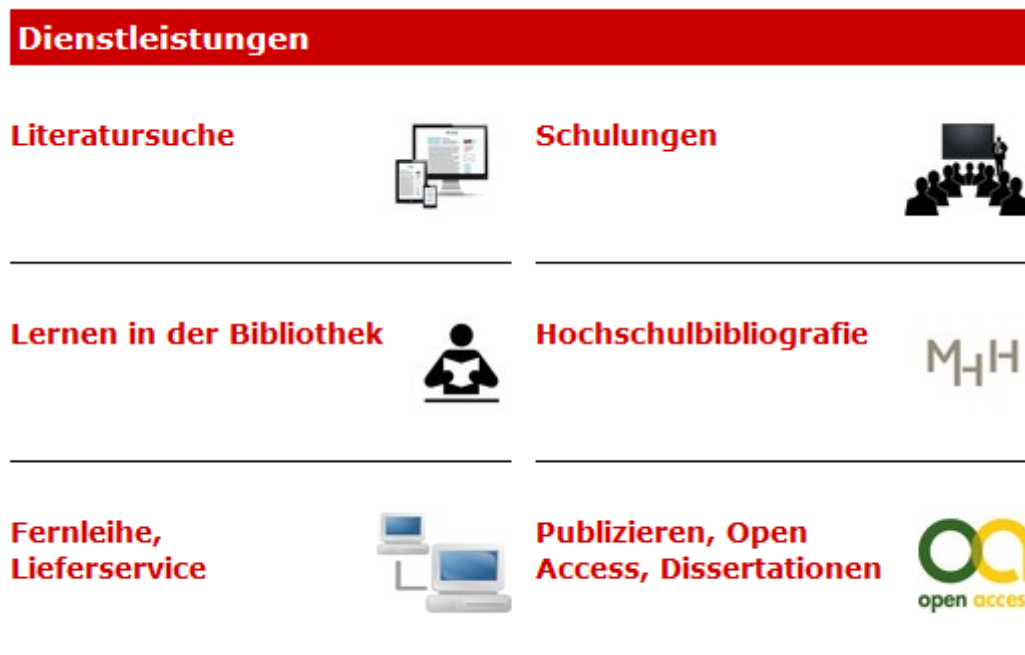 Dienstleistungen
Literatursuche
Schulungen
Lernen in der Bibliothek
Hochschulbibliografie
MHH
Fernleihe,
Lieferservice
Publizieren, Open
Access, Dissertationen
open acces